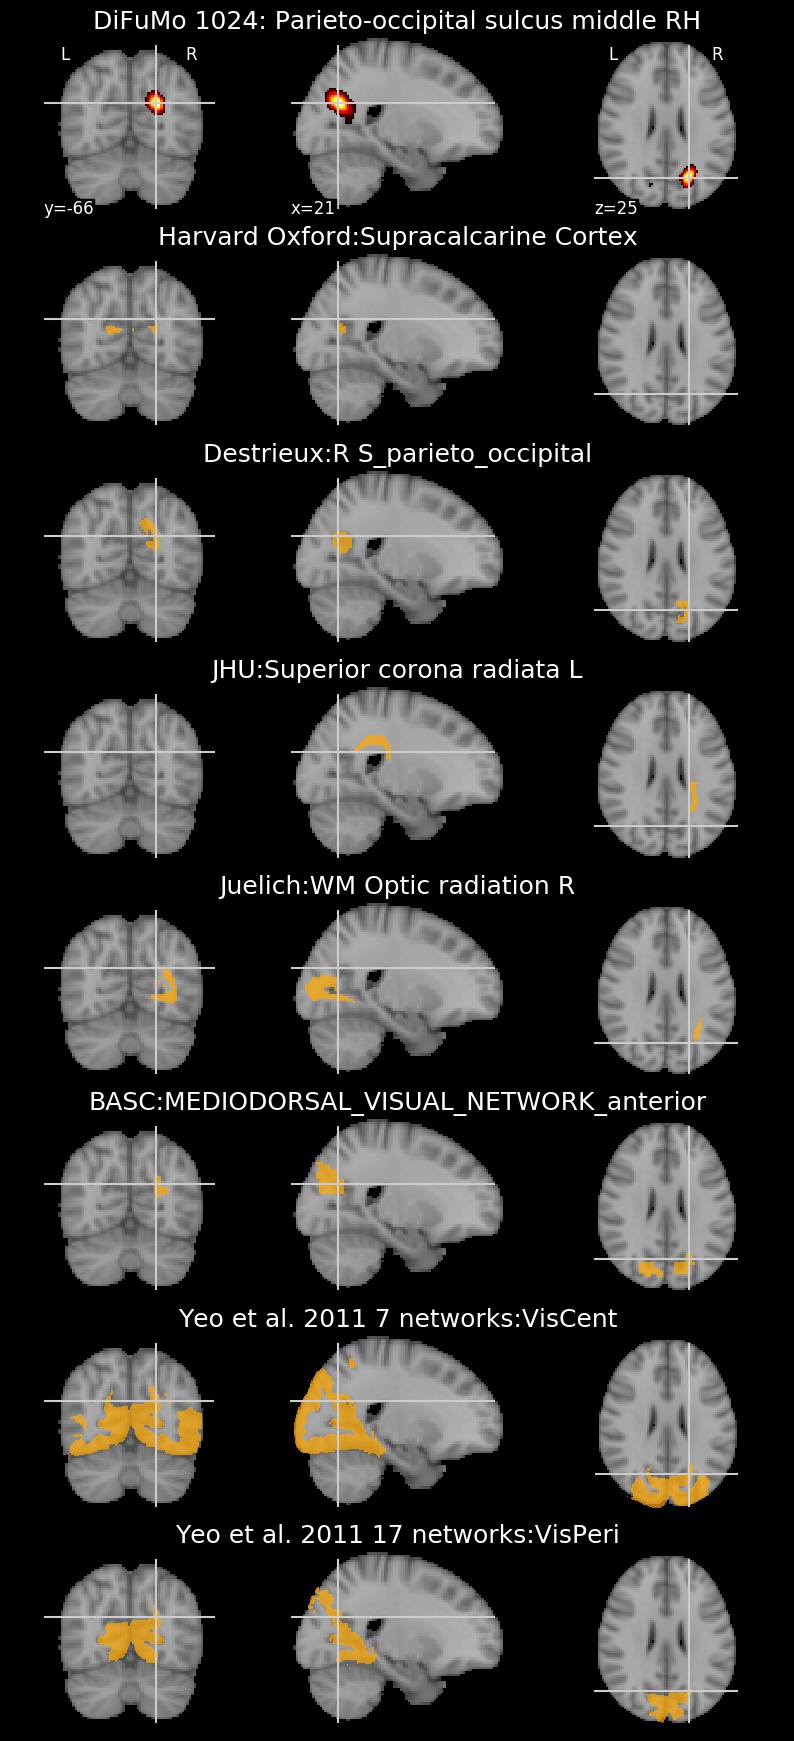 DiFuMo 1024: Parieto-occipital sulcus middle RH
L R L R
y=-66 x=21 z=25
Harvard Oxford:Supracalcarine Cortex
Destrieux:R S_parieto_occipital
JHU:Superior corona radiata L
Juelich:WM Optic radiation R
BASC:MEDIODORSAL_VISUAL_NETWORK_anterior
Yeo et al. 2011 7 networks:VisCent
Yeo et al. 2011 17 networks:VisPeri